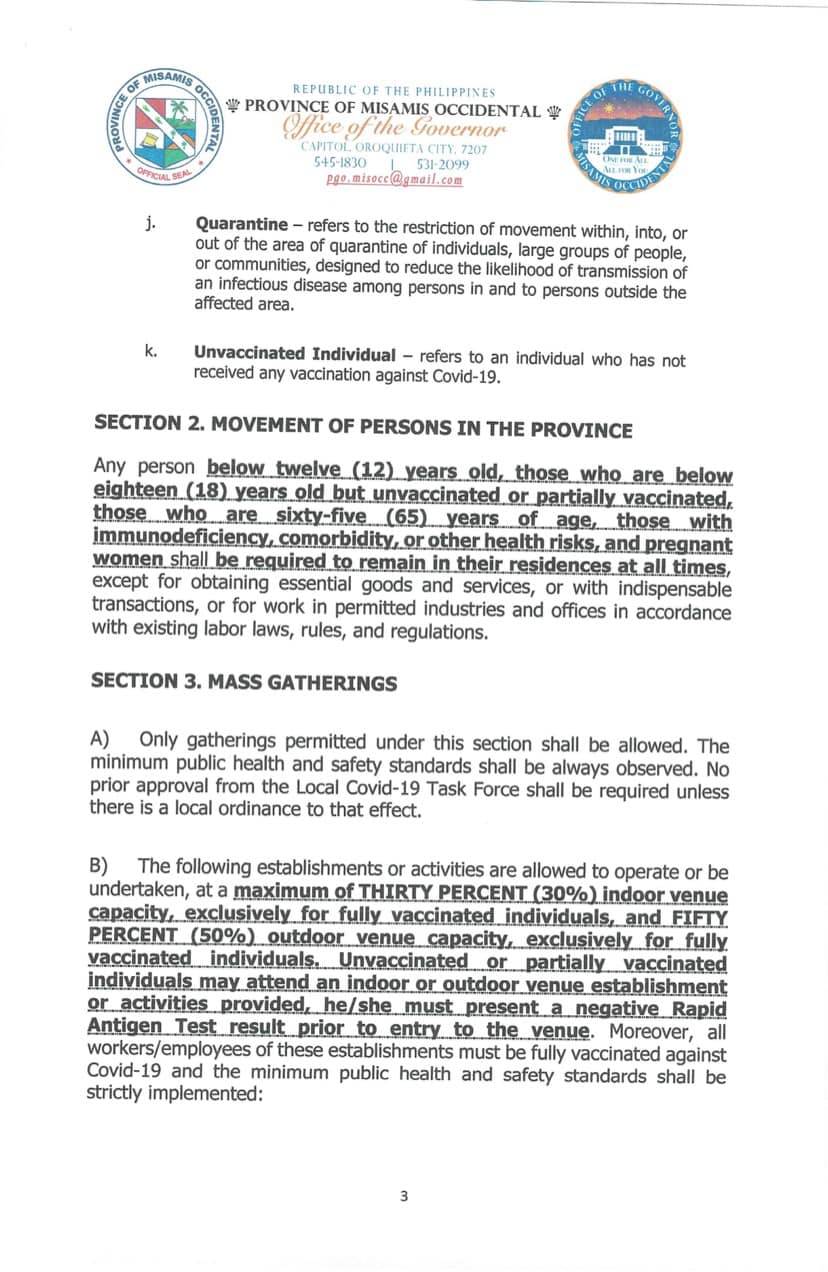 PROVINCE OF MISAMIS OCCIDENTAL
OFFICIAL SEAL
REPUBLIC OF THE PHILIPPINES
PROVINCE OF MISAMIS OCCIDENTAL
Office of the Governor
CAPITOL, OROQUIETA CITY, 7207
545-1830 | 531-2099
pgo.misocc@gmail.com
OFFICE OF THE GOVERNOR
ONE FOR ALL
ALL FOR YOU
MISAMIS OCCIDENTAL
j. Quarantine – refers to the restriction of movement within, into, or
out of the area of quarantine of individuals, large groups of people,
or communities, designed to reduce the likelihood of transmission of
an infectious disease among persons in and to persons outside the
affected area.
k. Unvaccinated Individual – refers to an individual who has not
received any vaccination against Covid-19.
SECTION 2. MOVEMENT OF PERSONS IN THE PROVINCE
Any person below twelve (12) years old, those who are below
eighteen (18) years old but unvaccinated or partially vaccinated,
those who are sixty-five (65) years of age, those with
immunodeficiency, comorbidity, or other health risks, and pregnant
women shall be required to remain in their residences at all times,
except for obtaining essential goods and services, or with indispensable
transactions, or for work in permitted industries and offices in accordance
with existing labor laws, rules, and regulations.
SECTION 3. MASS GATHERINGS
A) Only gatherings permitted under this section shall be allowed. The
minimum public health and safety standards shall be always observed. No
prior approval from the Local Covid-19 Task Force shall be required unless
there is a local ordinance to that effect.
B) The following establishments or activities are allowed to operate or be
undertaken, at a maximum of THIRTY PERCENT (30%) indoor venue
capacity, exclusively for fully vaccinated individuals, and FIFTY
PERCENT (50%) outdoor venue capacity, exclusively for fully
vaccinated individuals. Unvaccinated or partially vaccinated
individuals may attend an indoor or outdoor venue establishment
or activities provided, he/she must present a negative Rapid
Antigen Test result prior to entry to the venue. Moreover, all
workers/employees of these establishments must be fully vaccinated against
Covid-19 and the minimum public health and safety standards shall be
strictly implemented:
3